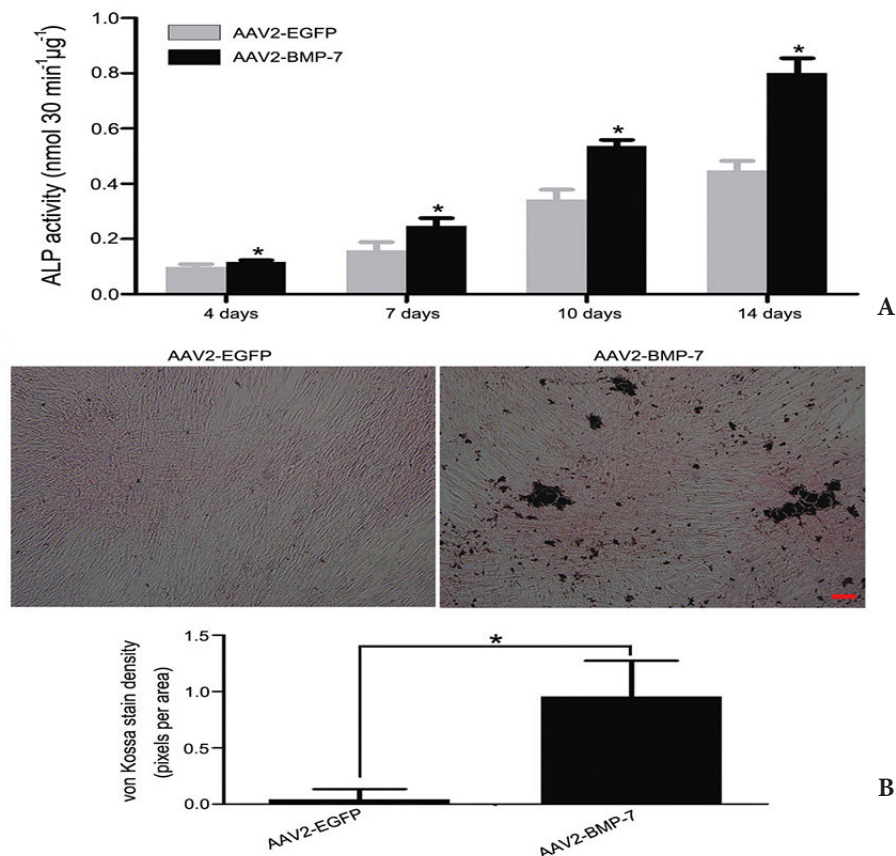 AAV2-EGFP
AAV2-BMP-7
ALP activity (nmol 30 min⁻¹µg⁻¹)
1.0
0.8
0.6
0.4
0.2
0.0
*
*
*
*
4 days 7 days 10 days 14 days
A
AAV2-EGFP AAV2-BMP-7
von Kossa stain density
(pixels per area)
1.5
1.0
0.5
0.0
*
AAV2-EGFP AAV2-BMP-7
B